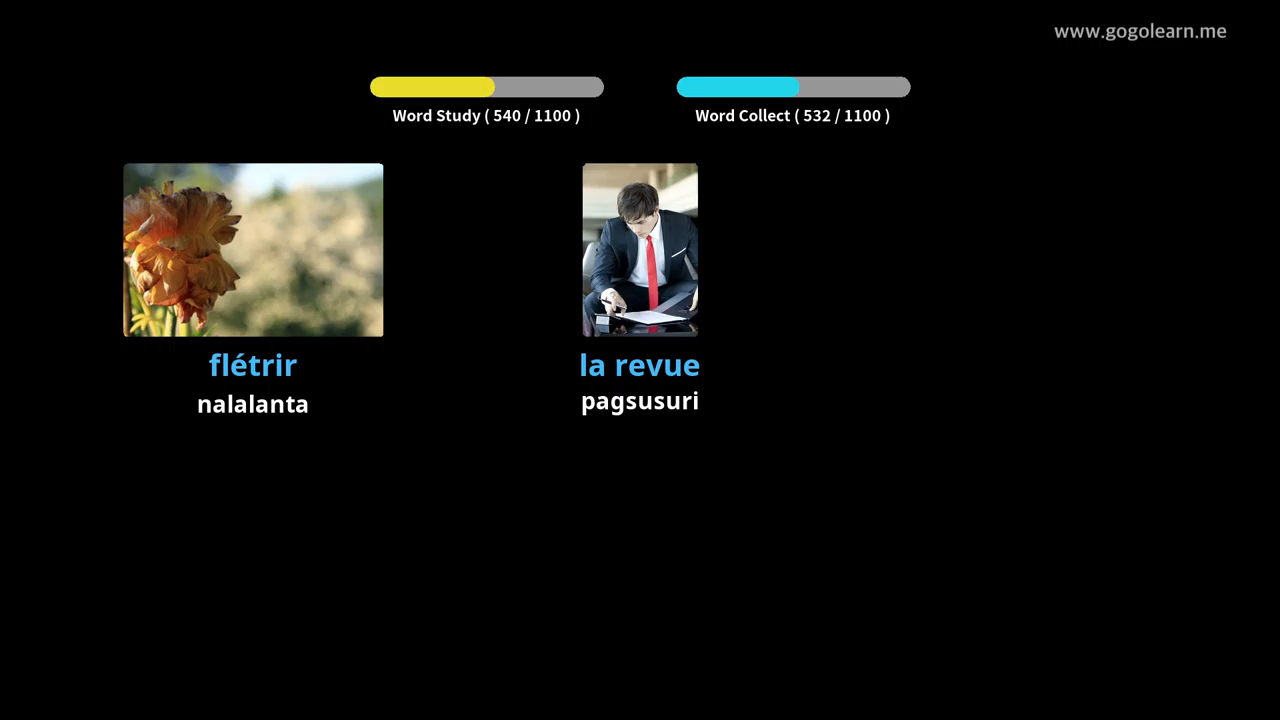 www.gogolearn.me
Word Study ( 540 / 1100 )
Word Collect ( 532 / 1100 )
flétrir
nalalanta
la revue
pagsusuri